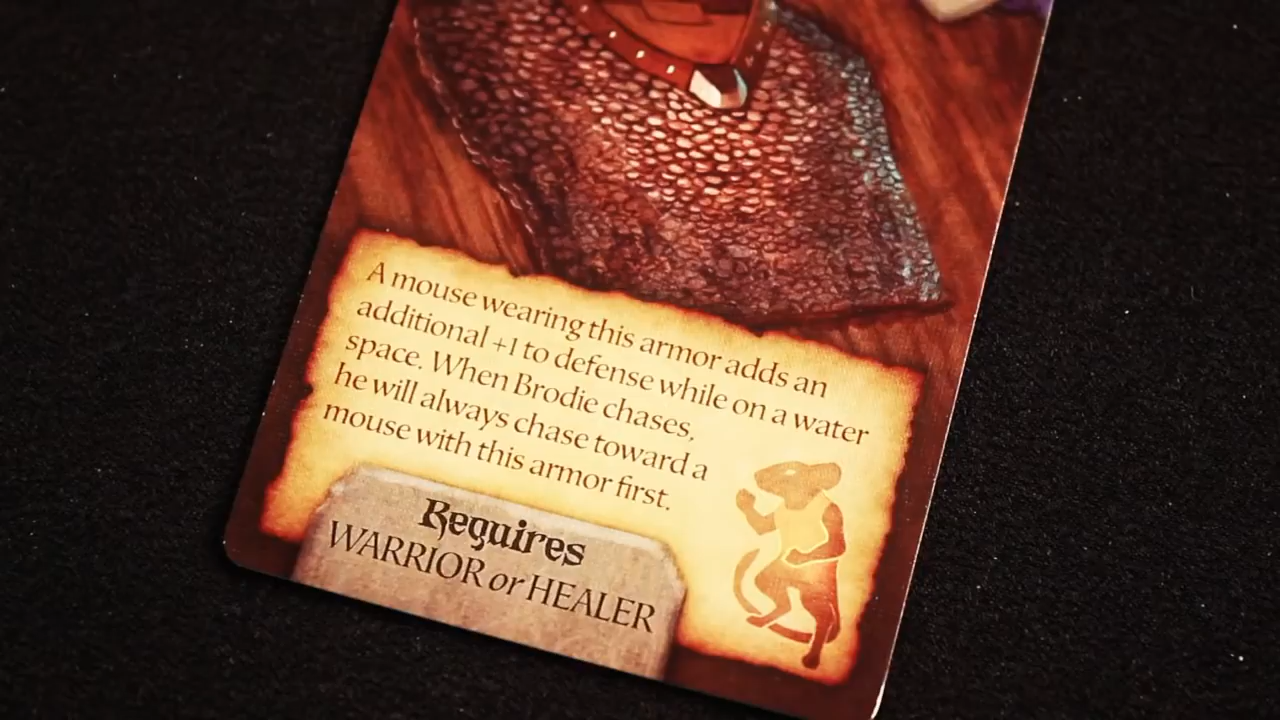 A mouse wearing this armor adds an
additional +1 to defense while on a water
space. When Brodie chases,
he will always chase toward a
mouse with this armor first.
Requires
WARRIOR or HEALER